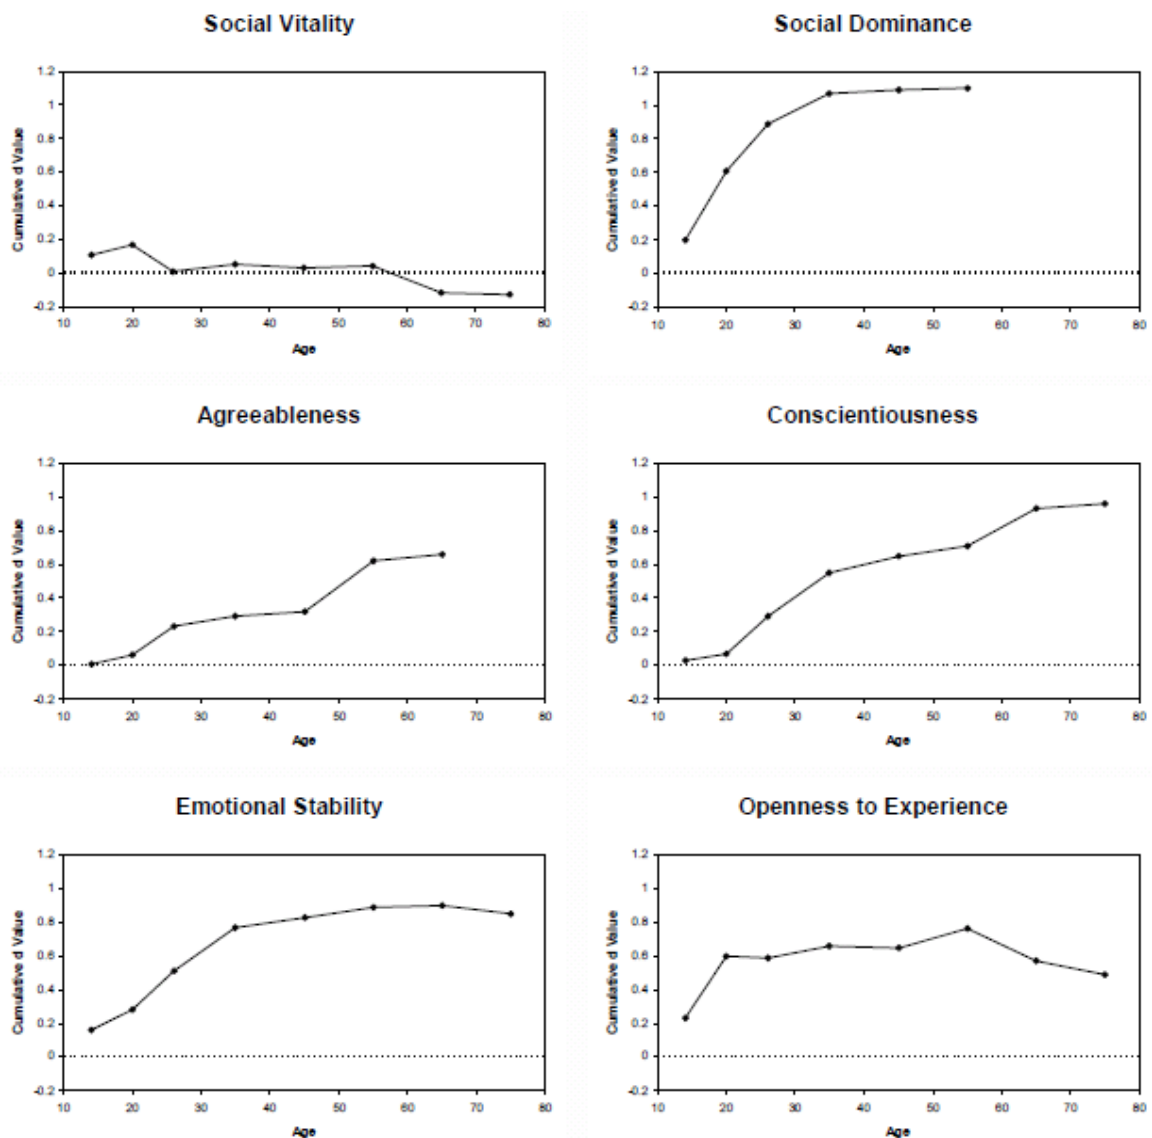 Social Vitality
1.2
1
0.8
0.6
0.4
0.2
0
-0.2
Cumulative d Value
10 20 30 40 50 60 70 80
Age
Social Dominance
1.2
1
0.8
0.6
0.4
0.2
0
-0.2
Cumulative d Value
10 20 30 40 50 60 70 80
Age
Agreeableness
1.2
1
0.8
0.6
0.4
0.2
0
-0.2
Cumulative d Value
10 20 30 40 50 60 70 80
Age
Conscientiousness
1.2
1
0.8
0.6
0.4
0.2
0
-0.2
Cumulative d Value
10 20 30 40 50 60 70 80
Age
Emotional Stability
1.2
1
0.8
0.6
0.4
0.2
0
-0.2
Cumulative d Value
10 20 30 40 50 60 70 80
Age
Openness to Experience
1.2
1
0.8
0.6
0.4
0.2
0
-0.2
Cumulative d Value
10 20 30 40 50 60 70 80
Age